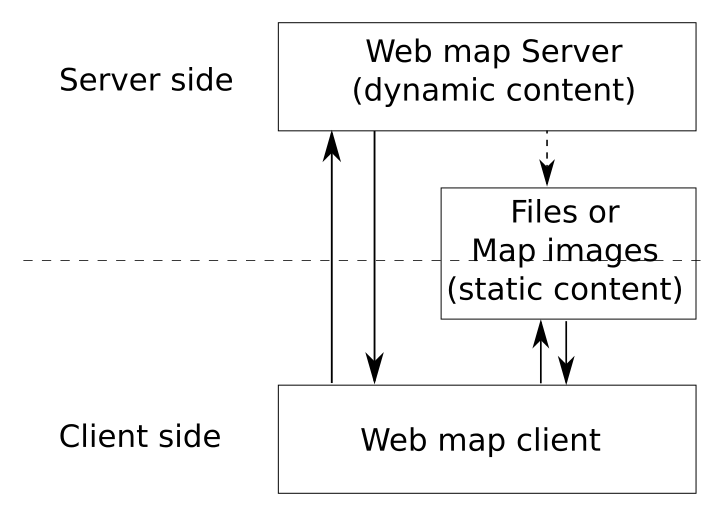 Server side
Web map Server
(dynamic content)
Files or
Map images
(static content)
Client side
Web map client